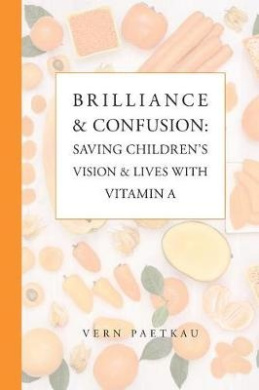 BRILLIANCE
& CONFUSION:
SAVING CHILDREN'S
VISION & LIVES WITH
VITAMIN A
VERN PAETKAU